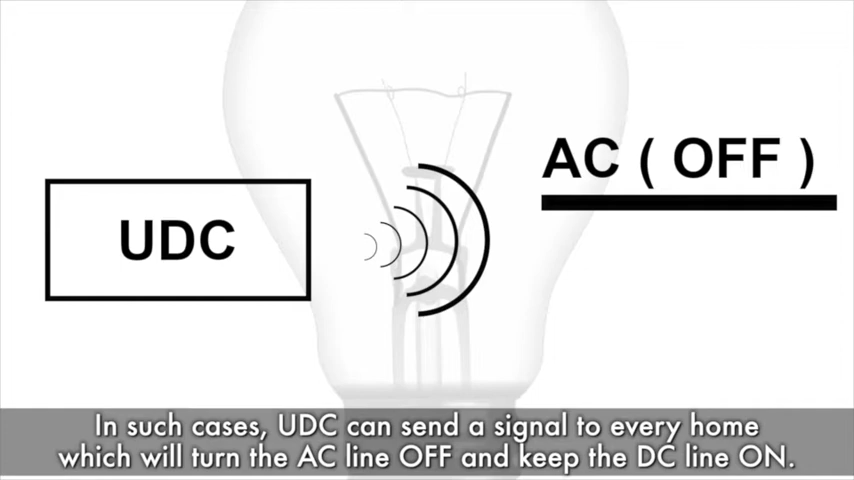 AC ( OFF )
UDC
In such cases, UDC can send a signal to every home
which will turn the AC line OFF and keep the DC line ON.